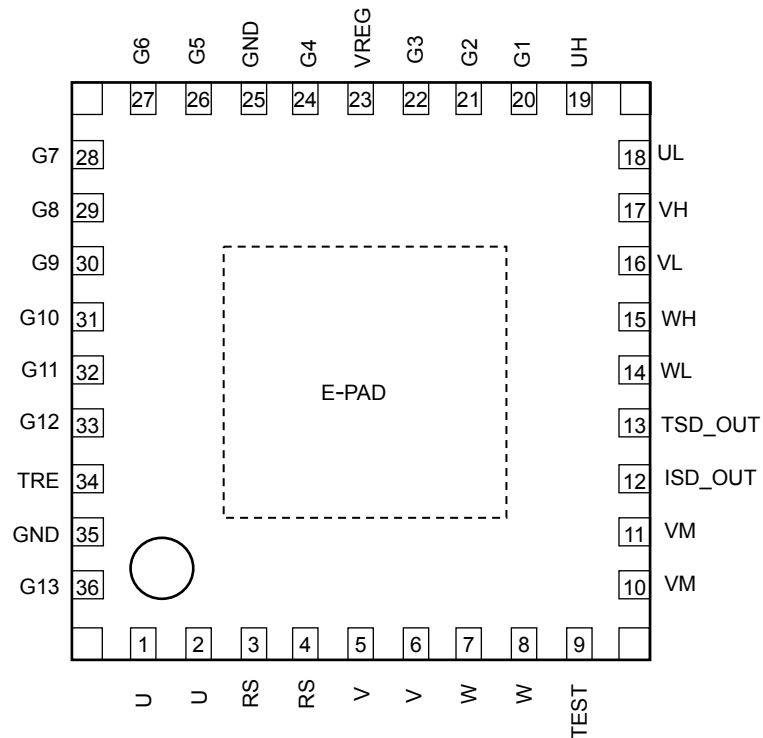 G6 G5 GND G4 VREG G3 G2 G1 UH
27 26 25 24 23 22 21 20 19
G7 28 18 UL
G8 29 17 VH
G9 30 16 VL
G10 31 15 WH
G11 32 14 WL
E-PAD
G12 33 13 TSD_OUT
TRE 34 12 ISD_OUT
GND 35 11 VM
G13 36 10 VM
1 2 3 4 5 6 7 8 9
U U RS RS V V W W TEST